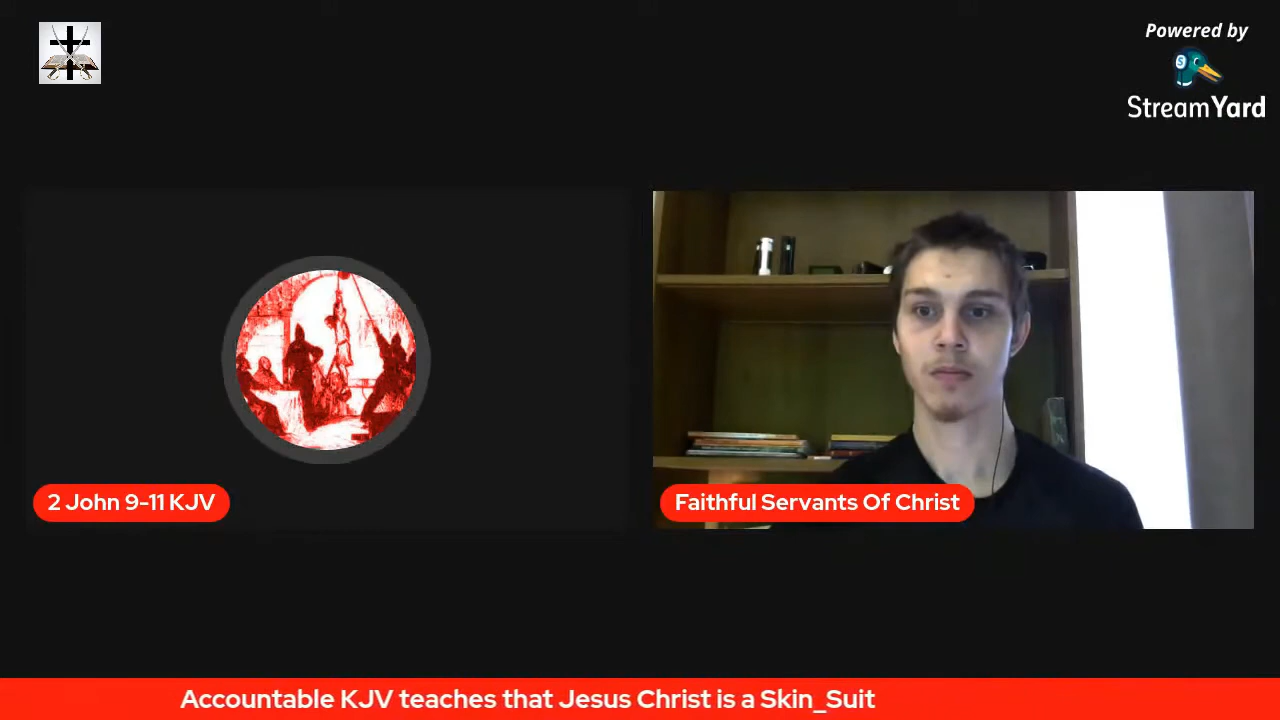 Powered by
StreamYard
2 John 9-11 KJV
Faithful Servants Of Christ
Accountable KJV teaches that Jesus Christ is a Skin_Suit